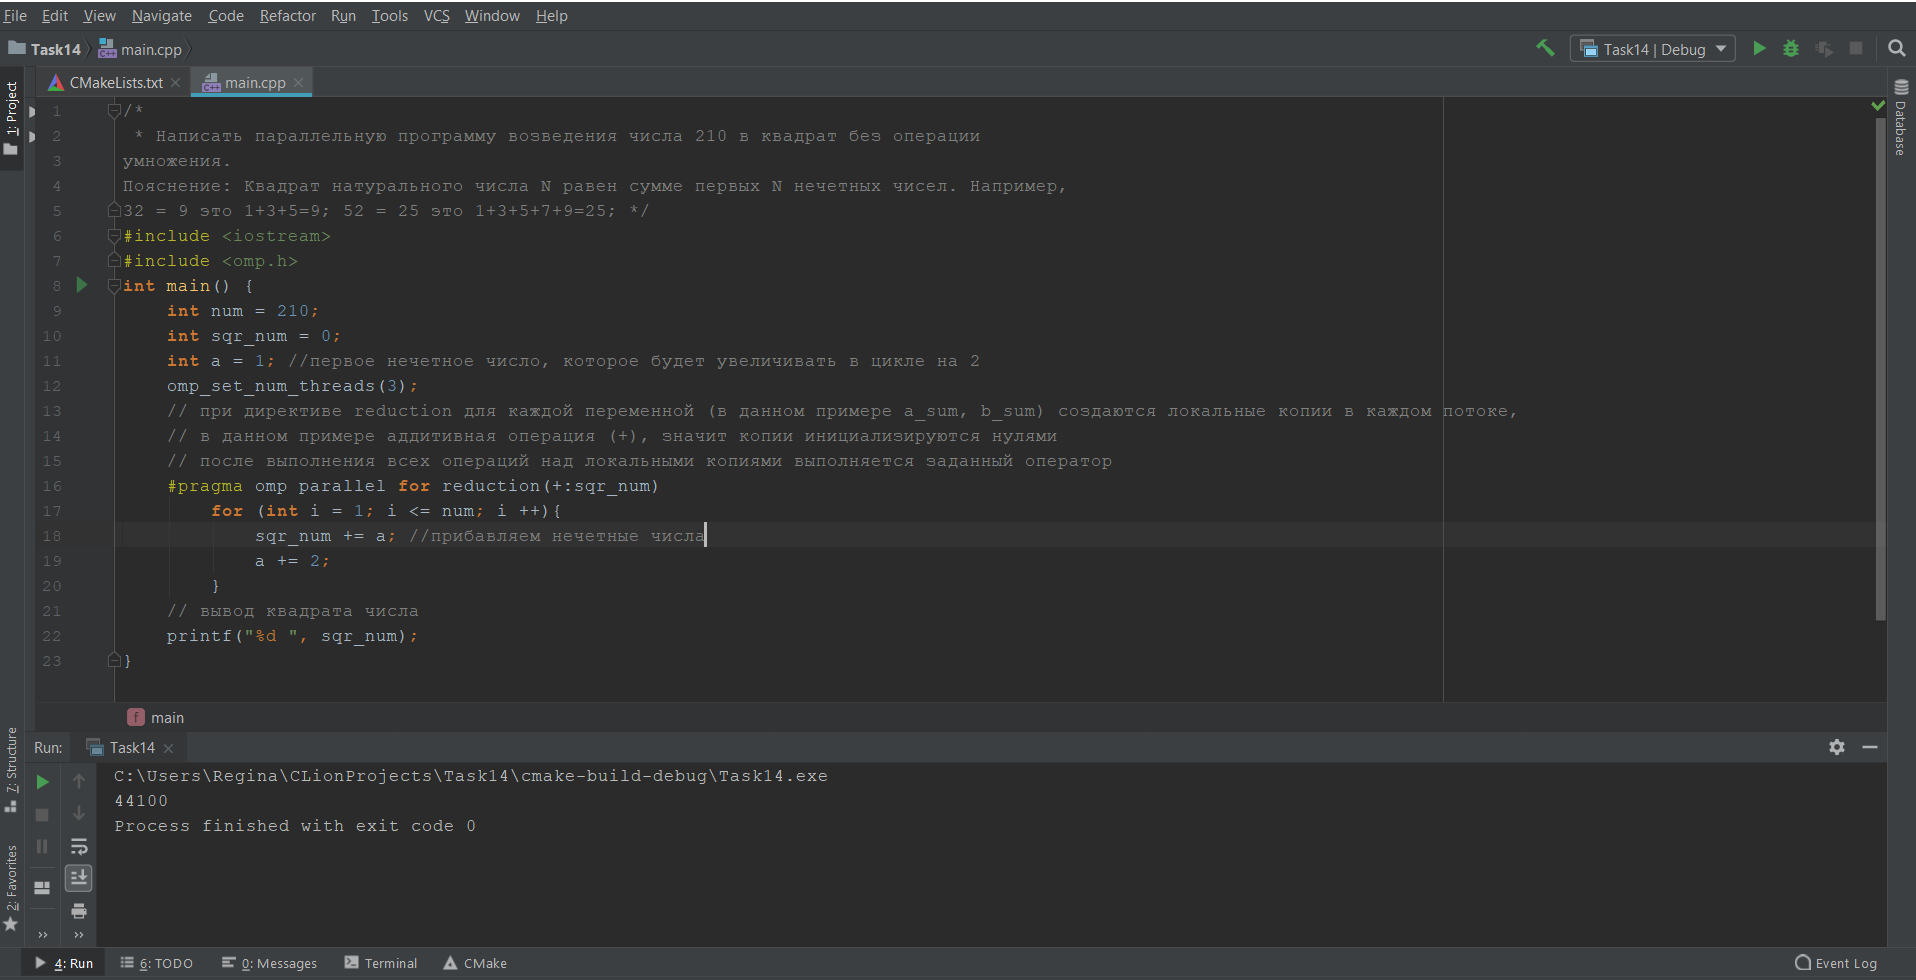 File Edit View Navigate Code Refactor Run Tools VCS Window Help
Task14 main.cpp Task14 | Debug
CMakeLists.txt main.cpp
1: Project
Database
1 /*
2 * Написать параллельную программу возведения числа 210 в квадрат без операции
3 умножения.
4 Пояснение: Квадрат натурального числа N равен сумме первых N нечетных чисел. Например,
5 32 = 9 это 1+3+5=9; 52 = 25 это 1+3+5+7+9=25; */
6 #include <iostream>
7 #include <omp.h>
8 int main() {
9 int num = 210;
10 int sqr_num = 0;
11 int a = 1; //первое нечетное число, которое будет увеличивать в цикле на 2
12 omp_set_num_threads(3);
13 // при директиве reduction для каждой переменной (в данном примере a_sum, b_sum) создаются локальные копии в каждом потоке,
14 // в данном примере аддитивная операция (+), значит копии инициализируются нулями
15 // после выполнения всех операций над локальными копиями выполняется заданный оператор
16 #pragma omp parallel for reduction(+:sqr_num)
17 for (int i = 1; i <= num; i ++){
18 sqr_num += a; //прибавляем нечетные числа
19 a += 2;
20 }
21 // вывод квадрата числа
22 printf("%d ", sqr_num);
23 }
f main
7: Structure
2: Favorites
Run: Task14
C:\Users\Regina\CLionProjects\Task14\cmake-build-debug\Task14.exe
44100
Process finished with exit code 0
4: Run 6: TODO 0: Messages Terminal CMake Event Log